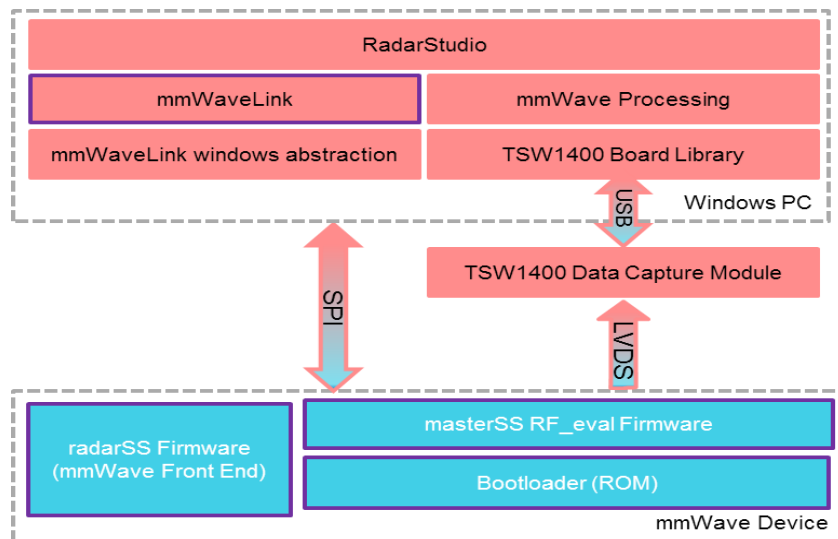 RadarStudio
mmWaveLink
mmWave Processing
mmWaveLink windows abstraction
TSW1400 Board Library
USB
Windows PC
TSW1400 Data Capture Module
SPI
LVDS
radarSS Firmware
(mmWave Front End)
masterSS RF_eval Firmware
Bootloader (ROM)
mmWave Device